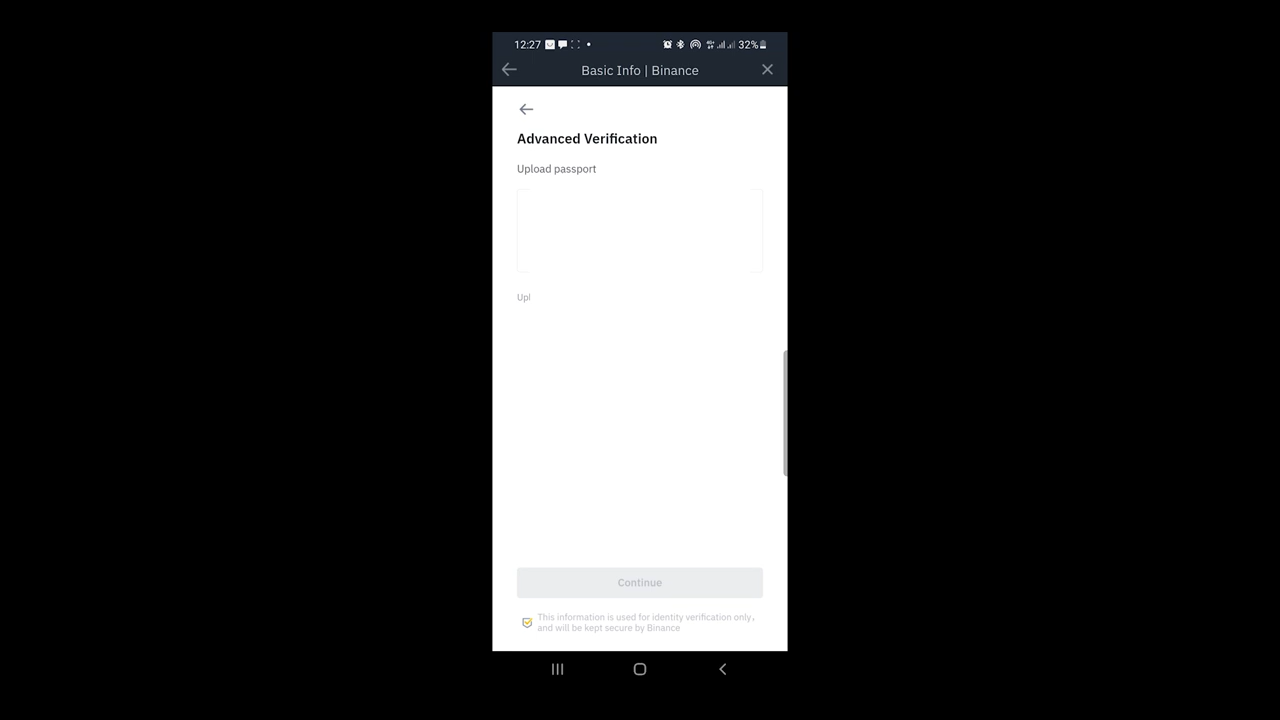 12:27 32%
Basic Info | Binance
Advanced Verification
Upload passport
Upl
Continue
This information is used for identity verification only,
and will be kept secure by Binance